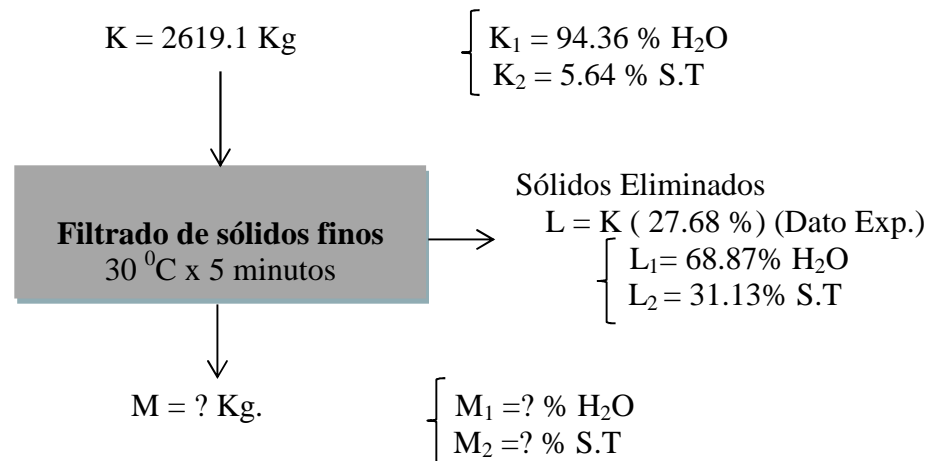 K = 2619.1 Kg
K₁ = 94.36 % H₂O
K₂ = 5.64 % S.T
Sólidos Eliminados
L = K ( 27.68 %) (Dato Exp.)
L₁= 68.87% H₂O
L₂ = 31.13% S.T
Filtrado de sólidos finos
30 ⁰C x 5 minutos
M = ? Kg.
M₁ =? % H₂O
M₂ =? % S.T